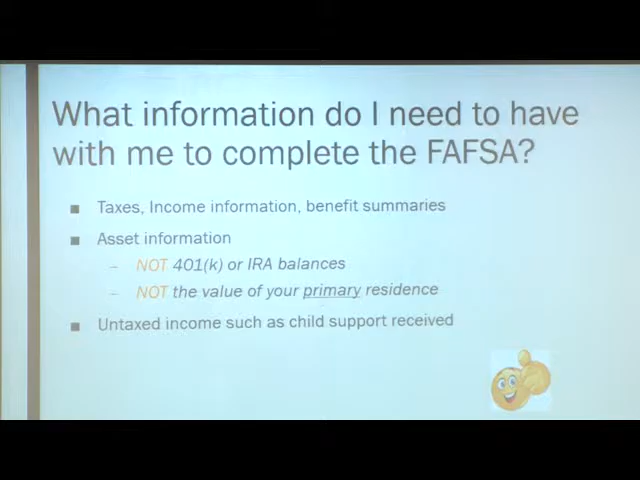 What information do I need to have
with me to complete the FAFSA?
■ Taxes, Income information, benefit summaries
■ Asset information
– NOT 401(k) or IRA balances
– NOT the value of your primary residence
■ Untaxed income such as child support received